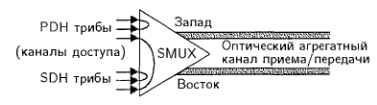 PDH трибы
(каналы доступа)
SDH трибы
SMUX
Запад
Оптический агрегатный
канал приема/передачи
Восток